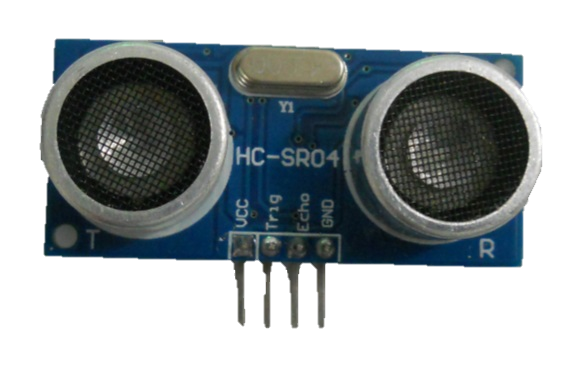 Y1
HC-SR04
VCC
Trig
Echo
GND
T
R